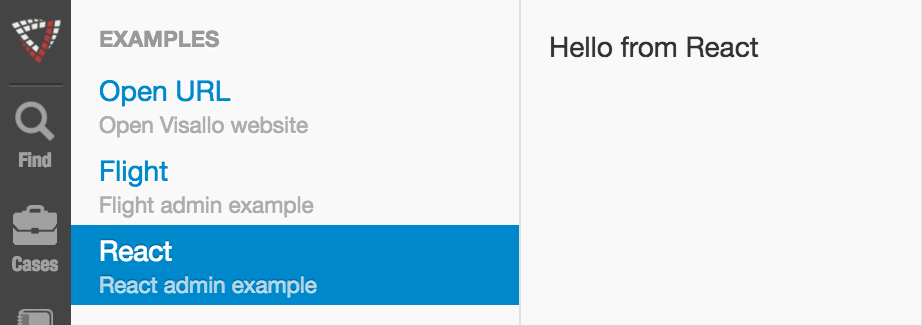 Find
Cases
EXAMPLES
Open URL
Open Visallo website
Flight
Flight admin example
React
React admin example
Hello from React